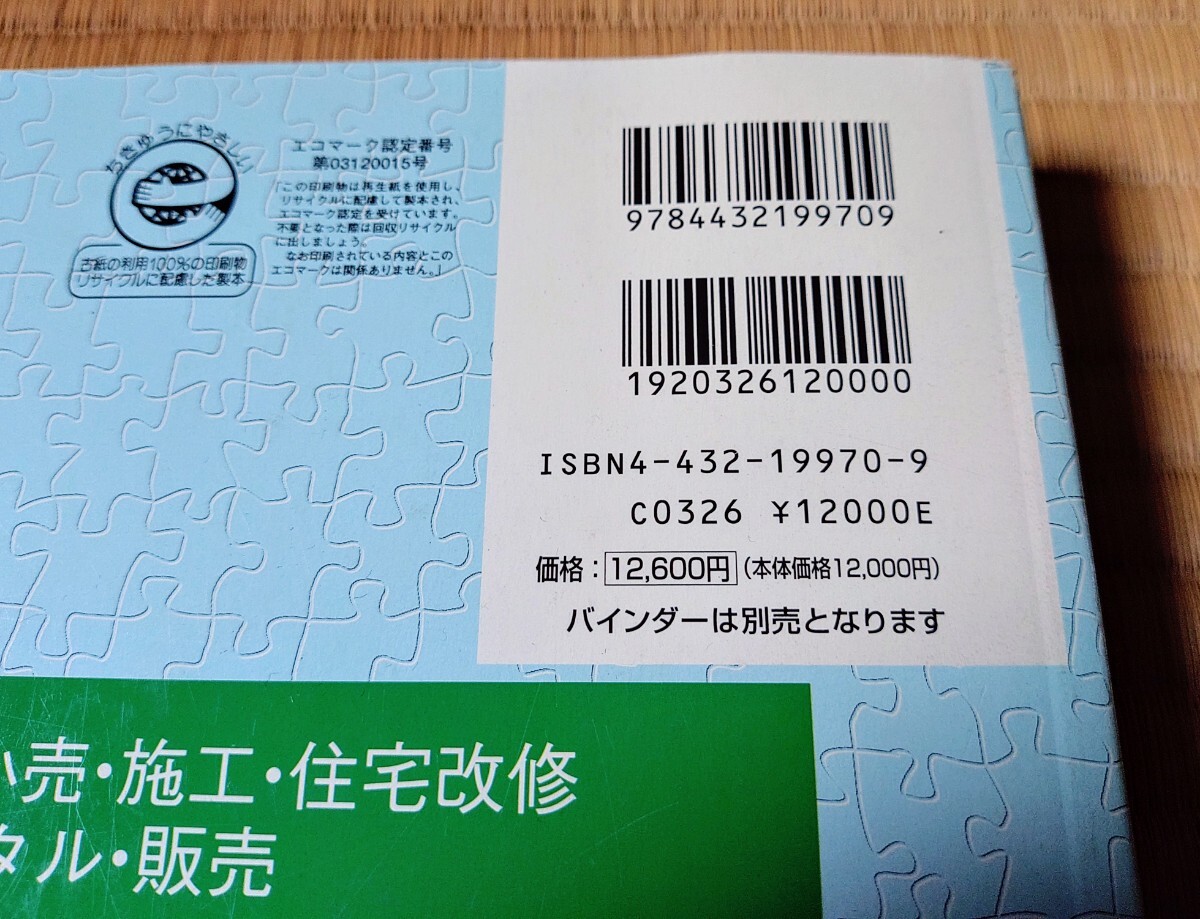 ちきゅうにやさしい
古紙の利用100%の印刷物
リサイクルに配慮した製本
エコマーク認定番号
第03120015号
「この印刷物は再生紙を使用し、
リサイクルに配慮して製本され、
エコマーク認定を受けています。
不要となった際は回収リサイクル
に出しましょう。
なお印刷されている内容とこの
エコマークは関係ありません。」
9784432199709
1920326120000
ISBN4-432-19970-9
C0326 ¥12000E
価格:12,600円(本体価格12,000円)
バインダーは別売となります
売・施工・住宅改修
タル・販売